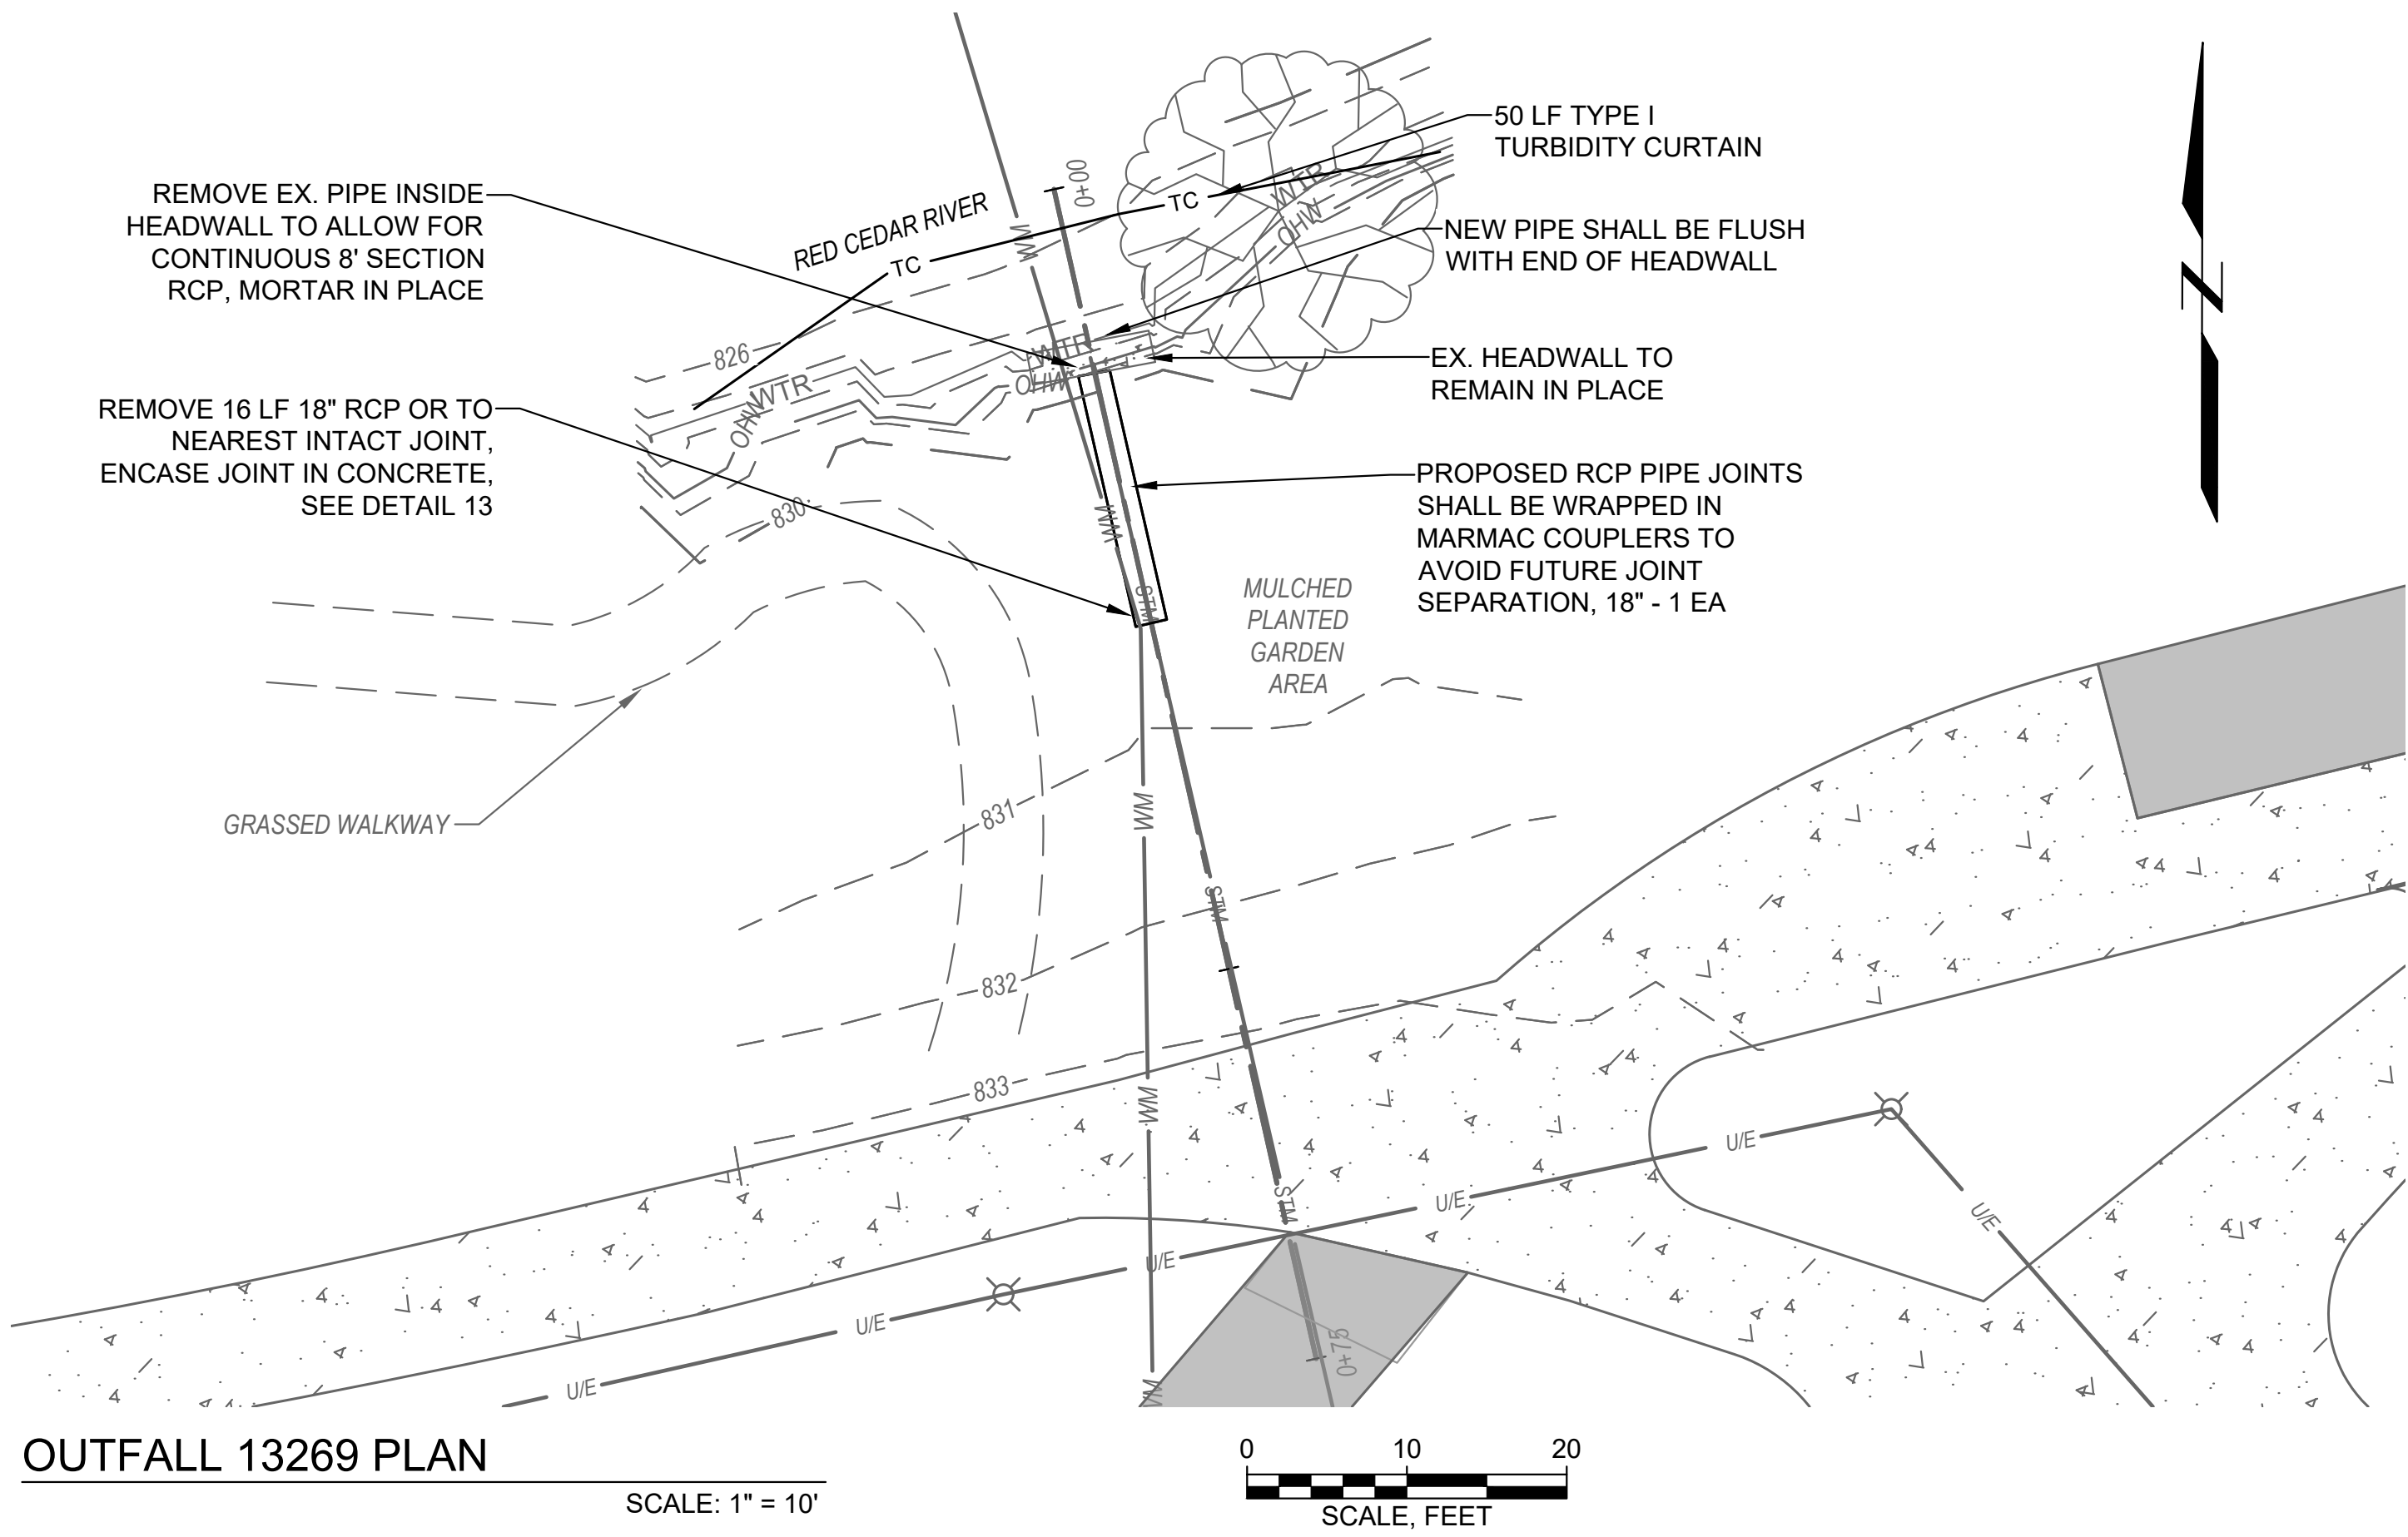 50 LF TYPE I
TURBIDITY CURTAIN
REMOVE EX. PIPE INSIDE
HEADWALL TO ALLOW FOR
CONTINUOUS 8' SECTION
RCP, MORTAR IN PLACE
0+00
WM
RED CEDAR RIVER
TC
TC
WTR
OHW
NEW PIPE SHALL BE FLUSH
WITH END OF HEADWALL
826
WTR
OHW
WTR
OHW
EX. HEADWALL TO
REMAIN IN PLACE
REMOVE 16 LF 18" RCP OR TO
NEAREST INTACT JOINT,
ENCASE JOINT IN CONCRETE,
SEE DETAIL 13
830
WM
PROPOSED RCP PIPE JOINTS
SHALL BE WRAPPED IN
MARMAC COUPLERS TO
AVOID FUTURE JOINT
SEPARATION, 18" - 1 EA
STM
MULCHED
PLANTED
GARDEN
AREA
N
GRASSED WALKWAY
831
WM
STM
832
833
WM
STM
U/E
U/E
U/E
U/E
U/E
U/E
0+75
WM
OUTFALL 13269 PLAN
SCALE: 1" = 10'
0 10 20
SCALE, FEET